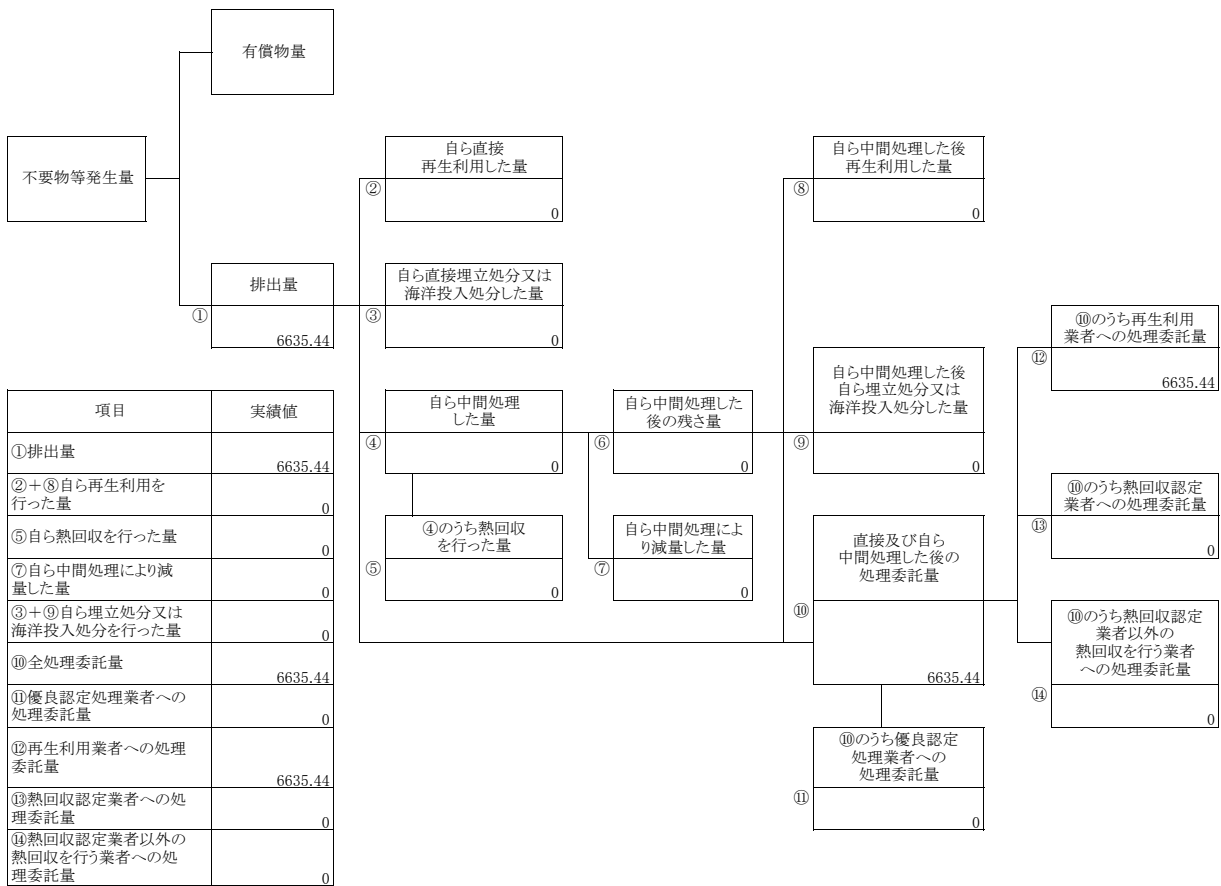 有償物量
不要物等発生量
自ら直接
再生利用した量
②
0
自ら中間処理した後
再生利用した量
⑧
0
排出量
①
6635.44
自ら直接埋立処分又は
海洋投入処分した量
③
0
⑩のうち再生利用
業者への処理委託量
⑫
6635.44
自ら中間処理
した量
④
0
自ら中間処理した
後の残さ量
⑥
0
自ら中間処理した後
自ら埋立処分又は
海洋投入処分した量
⑨
0
⑩のうち熱回収認定
業者への処理委託量
⑬
0
④のうち熱回収
を行った量
⑤
0
自ら中間処理によ
り減量した量
⑦
0
直接及び自ら
中間処理した後の
処理委託量
⑩
6635.44
⑩のうち熱回収認定
業者以外の
熱回収を行う業者
への処理委託量
⑭
0
⑩のうち優良認定
処理業者への
処理委託量
⑪
0
項目 実績値
①排出量
6635.44
②＋⑧自ら再生利用を
行った量
0
⑤自ら熱回収を行った量
0
⑦自ら中間処理により減
量した量
0
③＋⑨自ら埋立処分又は
海洋投入処分を行った量
0
⑩全処理委託量
6635.44
⑪優良認定処理業者への
処理委託量
0
⑫再生利用業者への処理
委託量
6635.44
⑬熱回収認定業者への処
理委託量
0
⑭熱回収認定業者以外の
熱回収を行う業者への処
理委託量
0